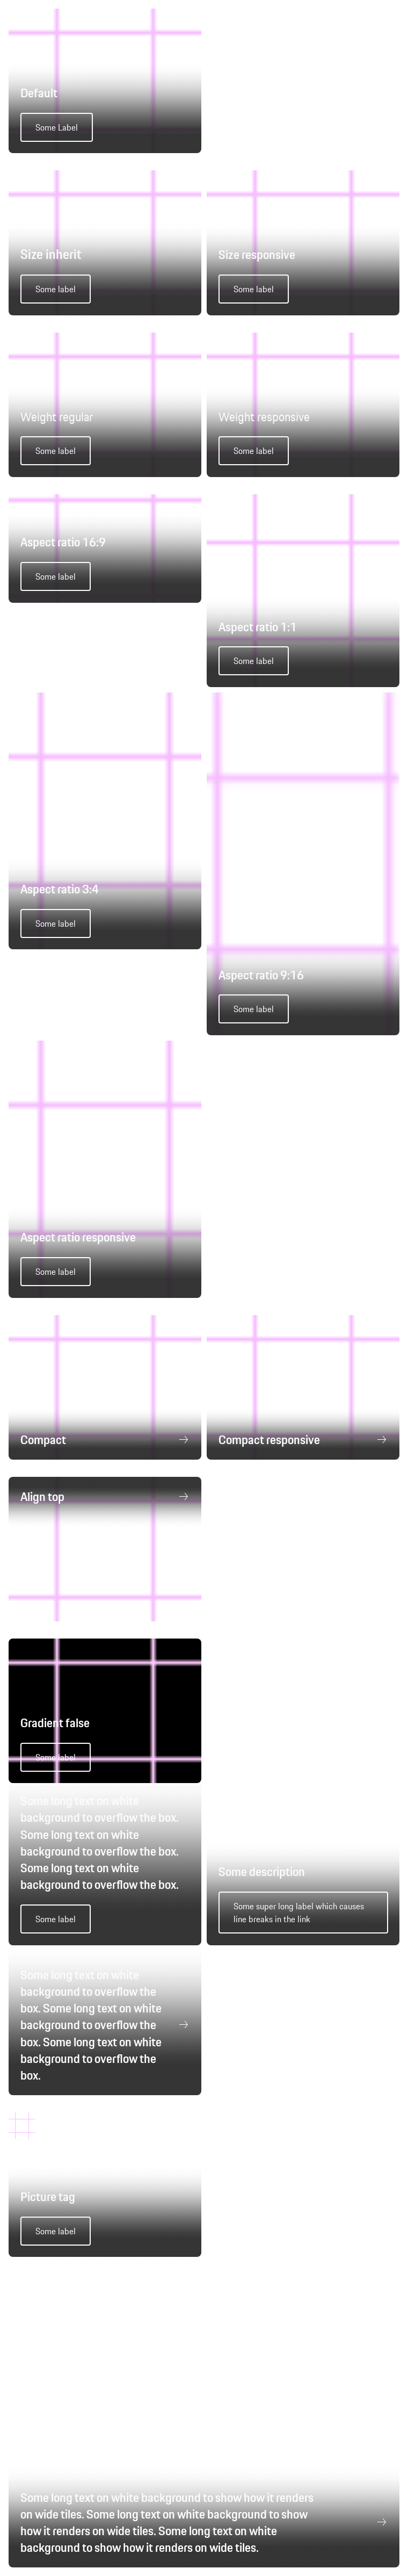 Default
Some Label
Size inherit
Some label
Size responsive
Some label
Weight regular
Some label
Weight responsive
Some label
Aspect ratio 16:9
Some label
Aspect ratio 1:1
Some label
Aspect ratio 3:4
Some label
Aspect ratio 9:16
Some label
Aspect ratio responsive
Some label
Compact
Compact responsive
Align top
Gradient false
Some label
Some long text on white
background to overflow the box.
Some long text on white
background to overflow the box.
Some long text on white
background to overflow the box.
Some label
Some description
Some super long label which causes
line breaks in the link
Some long text on white
background to overflow the
box. Some long text on white
background to overflow the
box. Some long text on white
background to overflow the
box.
Picture tag
Some label
Some long text on white background to show how it renders
on wide tiles. Some long text on white background to show
how it renders on wide tiles. Some long text on white
background to show how it renders on wide tiles.